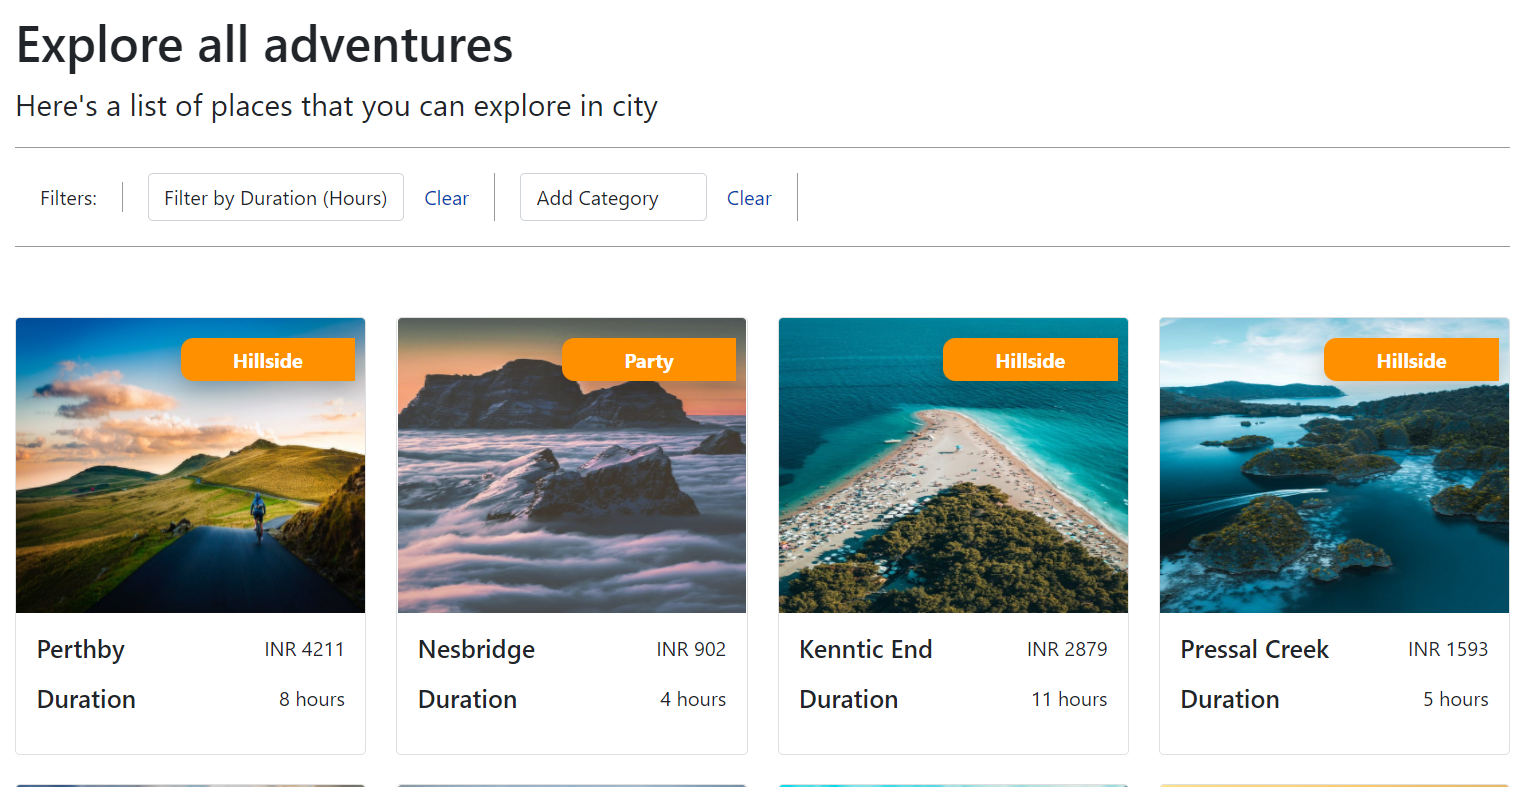 Explore all adventures
Here's a list of places that you can explore in city
Filters: Filter by Duration (Hours) Clear Add Category Clear
Hillside
Perthby INR 4211
Duration 8 hours
Party
Nesbridge INR 902
Duration 4 hours
Hillside
Kenntic End INR 2879
Duration 11 hours
Hillside
Pressal Creek INR 1593
Duration 5 hours